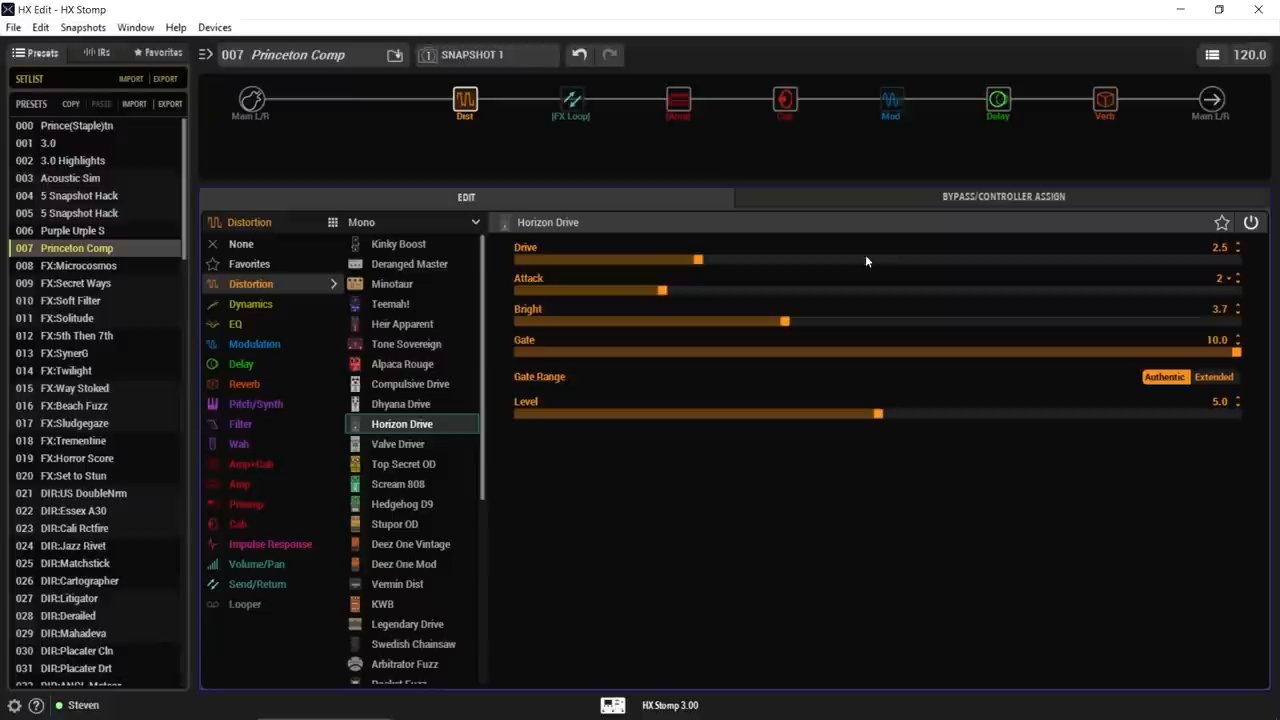 HX Edit - HX Stomp
File Edit Snapshots Window Help Devices
Presets IRs Favorites
007 Princeton Comp
1 SNAPSHOT 1
120.0
SETLIST IMPORT EXPORT
PRESETS COPY PASTE IMPORT EXPORT
000 Prince(Staple)tn
001 3.0
002 3.0 Highlights
003 Acoustic Sim
004 5 Snapshot Hack
005 5 Snapshot Hack
006 Purple Urple S
007 Princeton Comp
008 FX:Microcosmos
009 FX:Secret Ways
010 FX:Soft Filter
011 FX:Solitude
012 FX:5th Then 7th
013 FX:SynerG
014 FX:Twilight
015 FX:Way Stoked
016 FX:Beach Fuzz
017 FX:Sludgegaze
018 FX:Trementine
019 FX:Horror Score
020 FX:Set to Stun
021 DIR:US DoubleNrm
022 DIR:Essex A30
023 DIR:Cali Rctfire
024 DIR:Jazz Rivet
025 DIR:Matchstick
026 DIR:Cartographer
027 DIR:Litigator
028 DIR:Derailed
029 DIR:Mahadeva
030 DIR:Placater Cln
031 DIR:Placater Drt
Main L/R Dist [FX Loop] [Amp] Cab Mod Delay Verb Main L/R
EDIT
BYPASS/CONTROLLER ASSIGN
Distortion
None
Favorites
Distortion
Dynamics
EQ
Modulation
Delay
Reverb
Pitch/Synth
Filter
Wah
Amp+Cab
Amp
Preamp
Cab
Impulse Response
Volume/Pan
Send/Return
Looper
Mono
Kinky Boost
Deranged Master
Minotaur
Teemah!
Heir Apparent
Tone Sovereign
Alpaca Rouge
Compulsive Drive
Dhyana Drive
Horizon Drive
Valve Driver
Top Secret OD
Scream 808
Hedgehog D9
Stupor OD
Deez One Vintage
Deez One Mod
Vermin Dist
KWB
Legendary Drive
Swedish Chainsaw
Arbitrator Fuzz
Horizon Drive
Drive 2.5
Attack 2
Bright 3.7
Gate 10.0
Gate Range Authentic Extended
Level 5.0
Steven
HX Stomp 3.00